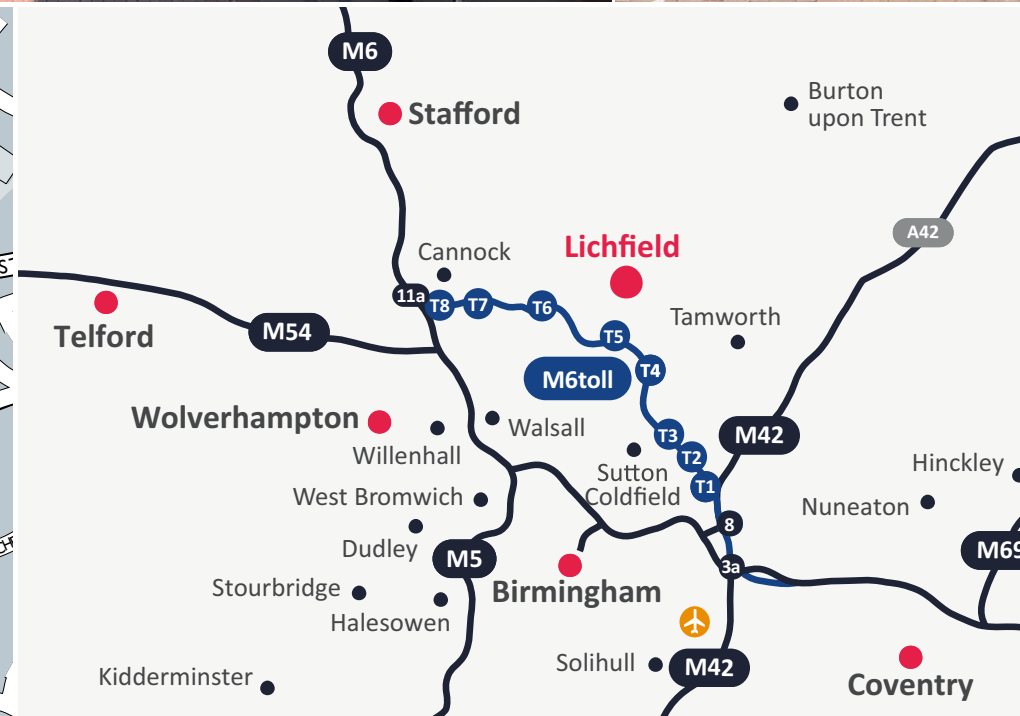 M6
Stafford
Burton
upon Trent
A42
Cannock
Lichfield
11a
T8
T7
T6
Telford
M54
Tamworth
T5
M6toll
T4
Wolverhampton
Walsall
Willenhall
T3
M42
T2
Sutton
Coldfield
T1
Hinckley
West Bromwich
Nuneaton
8
Dudley
M5
M69
3a
Birmingham
Stourbridge
Halesowen
Solihull
M42
Kidderminster
Coventry